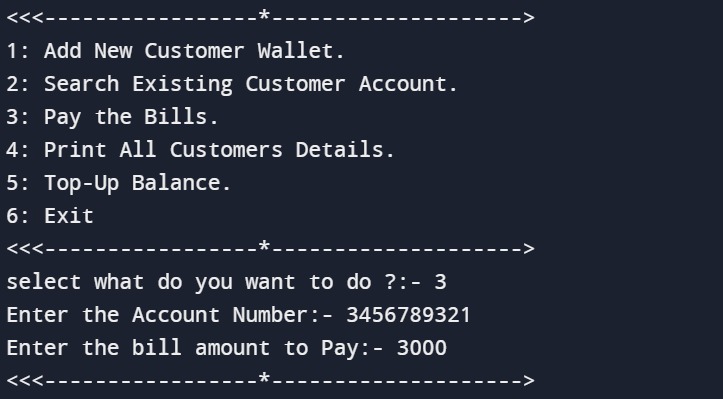 <<<-----------------*-------------------->
1: Add New Customer Wallet.
2: Search Existing Customer Account.
3: Pay the Bills.
4: Print All Customers Details.
5: Top-Up Balance.
6: Exit
<<<-----------------*-------------------->
select what do you want to do ?:- 3
Enter the Account Number:- 3456789321
Enter the bill amount to Pay:- 3000
<<<-----------------*-------------------->